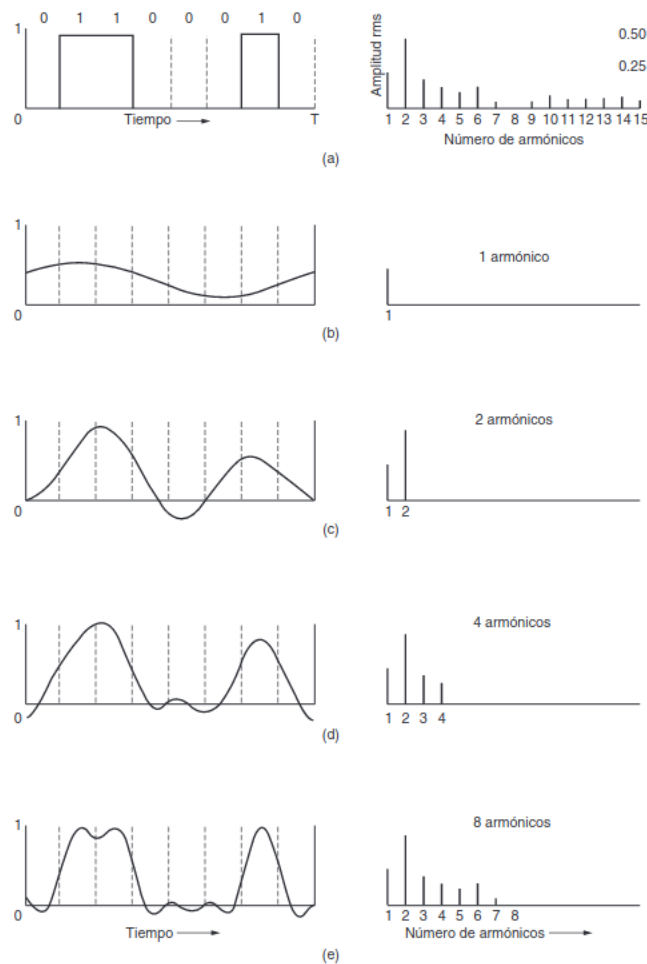 0 1 1 0 0 0 1 0
1
0
Tiempo
T
Amplitud rms
0.50
0.25
1 2 3 4 5 6 7 8 9 10 11 12 13 14 15
Número de armónicos
(a)
1
0
1 armónico
1
(b)
1
0
2 armónicos
1 2
(c)
1
0
4 armónicos
1 2 3 4
(d)
1
0
8 armónicos
1 2 3 4 5 6 7 8
Tiempo
Número de armónicos
(e)